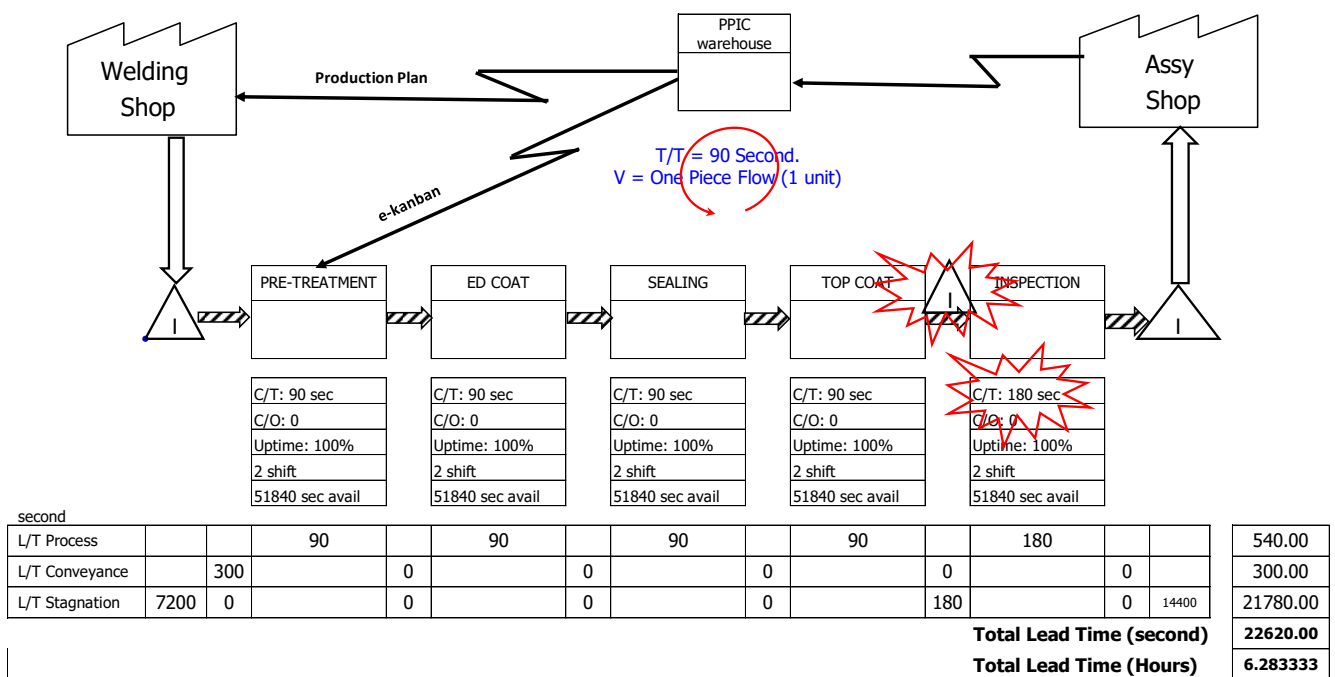 PPIC
warehouse
Welding
Shop
Production Plan
Assy
Shop
T/T = 90 Second.
V = One Piece Flow (1 unit)
e-kanban
PRE-TREATMENT
ED COAT
SEALING
TOP COAT
INSPECTION
I
I
I
C/T: 90 sec
C/O: 0
Uptime: 100%
2 shift
51840 sec avail
C/T: 90 sec
C/O: 0
Uptime: 100%
2 shift
51840 sec avail
C/T: 90 sec
C/O: 0
Uptime: 100%
2 shift
51840 sec avail
C/T: 90 sec
C/O: 0
Uptime: 100%
2 shift
51840 sec avail
C/T: 180 sec
C/O: 0
Uptime: 100%
2 shift
51840 sec avail
second
L/T Process 90 90 90 90 180 540.00
L/T Conveyance 300 0 0 0 0 0 300.00
L/T Stagnation 7200 0 0 0 0 180 0 14400 21780.00
Total Lead Time (second) 22620.00
Total Lead Time (Hours) 6.283333